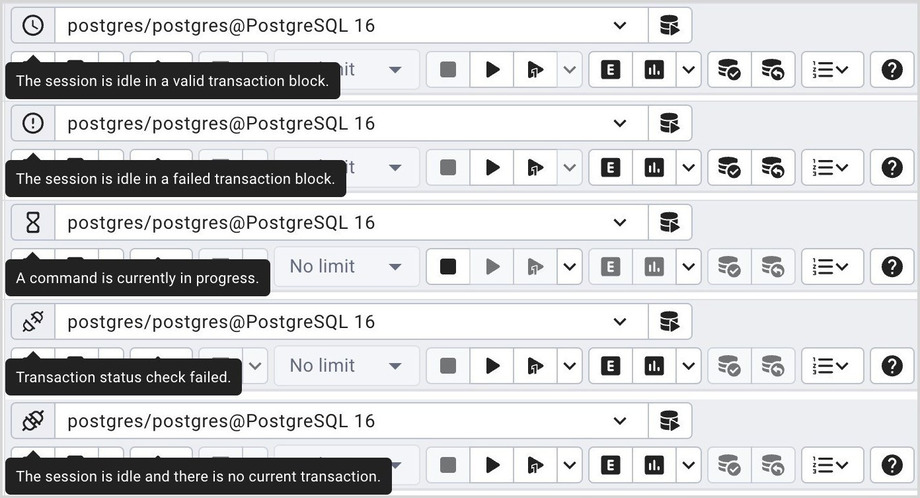 postgres/postgres@PostgreSQL 16
The session is idle in a valid transaction block.
E
?
postgres/postgres@PostgreSQL 16
The session is idle in a failed transaction block.
E
?
postgres/postgres@PostgreSQL 16
A command is currently in progress.
No limit
E
?
postgres/postgres@PostgreSQL 16
Transaction status check failed.
No limit
E
?
postgres/postgres@PostgreSQL 16
The session is idle and there is no current transaction.
E
?